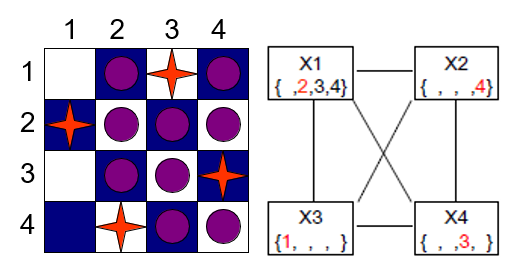 1 2 3 4
1
2
3
4
X1
{ ,2,3,4}
X2
{ , , ,4}
X3
{1, , , }
X4
{ , ,3, }